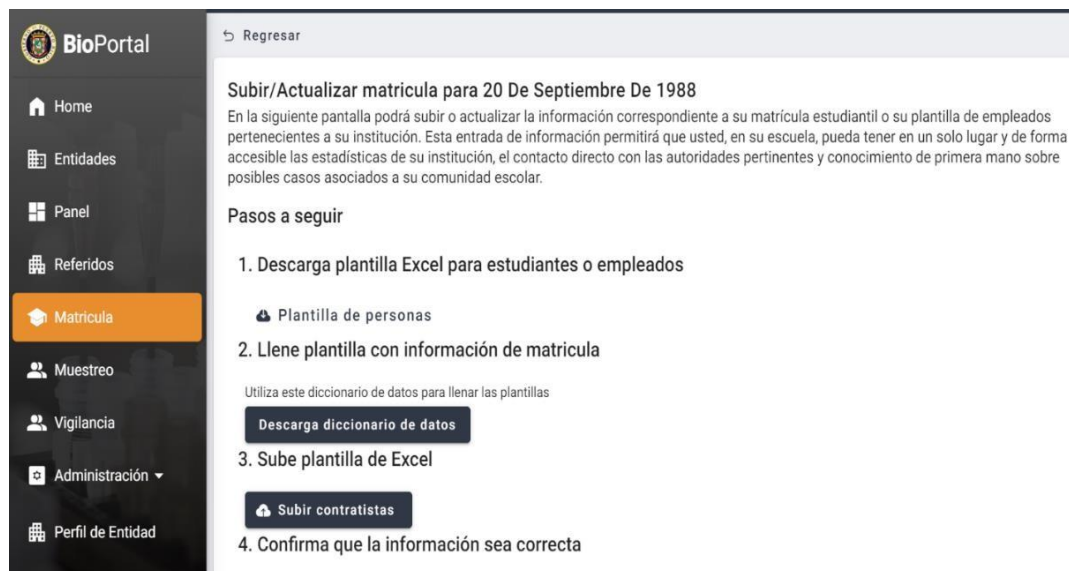 BioPortal
Home
Entidades
Panel
Referidos
Matricula
Muestreo
Vigilancia
Administración
Perfil de Entidad
Regresar
Subir/Actualizar matricula para 20 De Septiembre De 1988
En la siguiente pantalla podrá subir o actualizar la información correspondiente a su matrícula estudiantil o su plantilla de empleados
pertenecientes a su institución. Esta entrada de información permitirá que usted, en su escuela, pueda tener en un solo lugar y de forma
accesible las estadísticas de su institución, el contacto directo con las autoridades pertinentes y conocimiento de primera mano sobre
posibles casos asociados a su comunidad escolar.
Pasos a seguir
1. Descarga plantilla Excel para estudiantes o empleados
Plantilla de personas
2. Llene plantilla con información de matricula
Utiliza este diccionario de datos para llenar las plantillas
Descarga diccionario de datos
3. Sube plantilla de Excel
Subir contratistas
4. Confirma que la información sea correcta